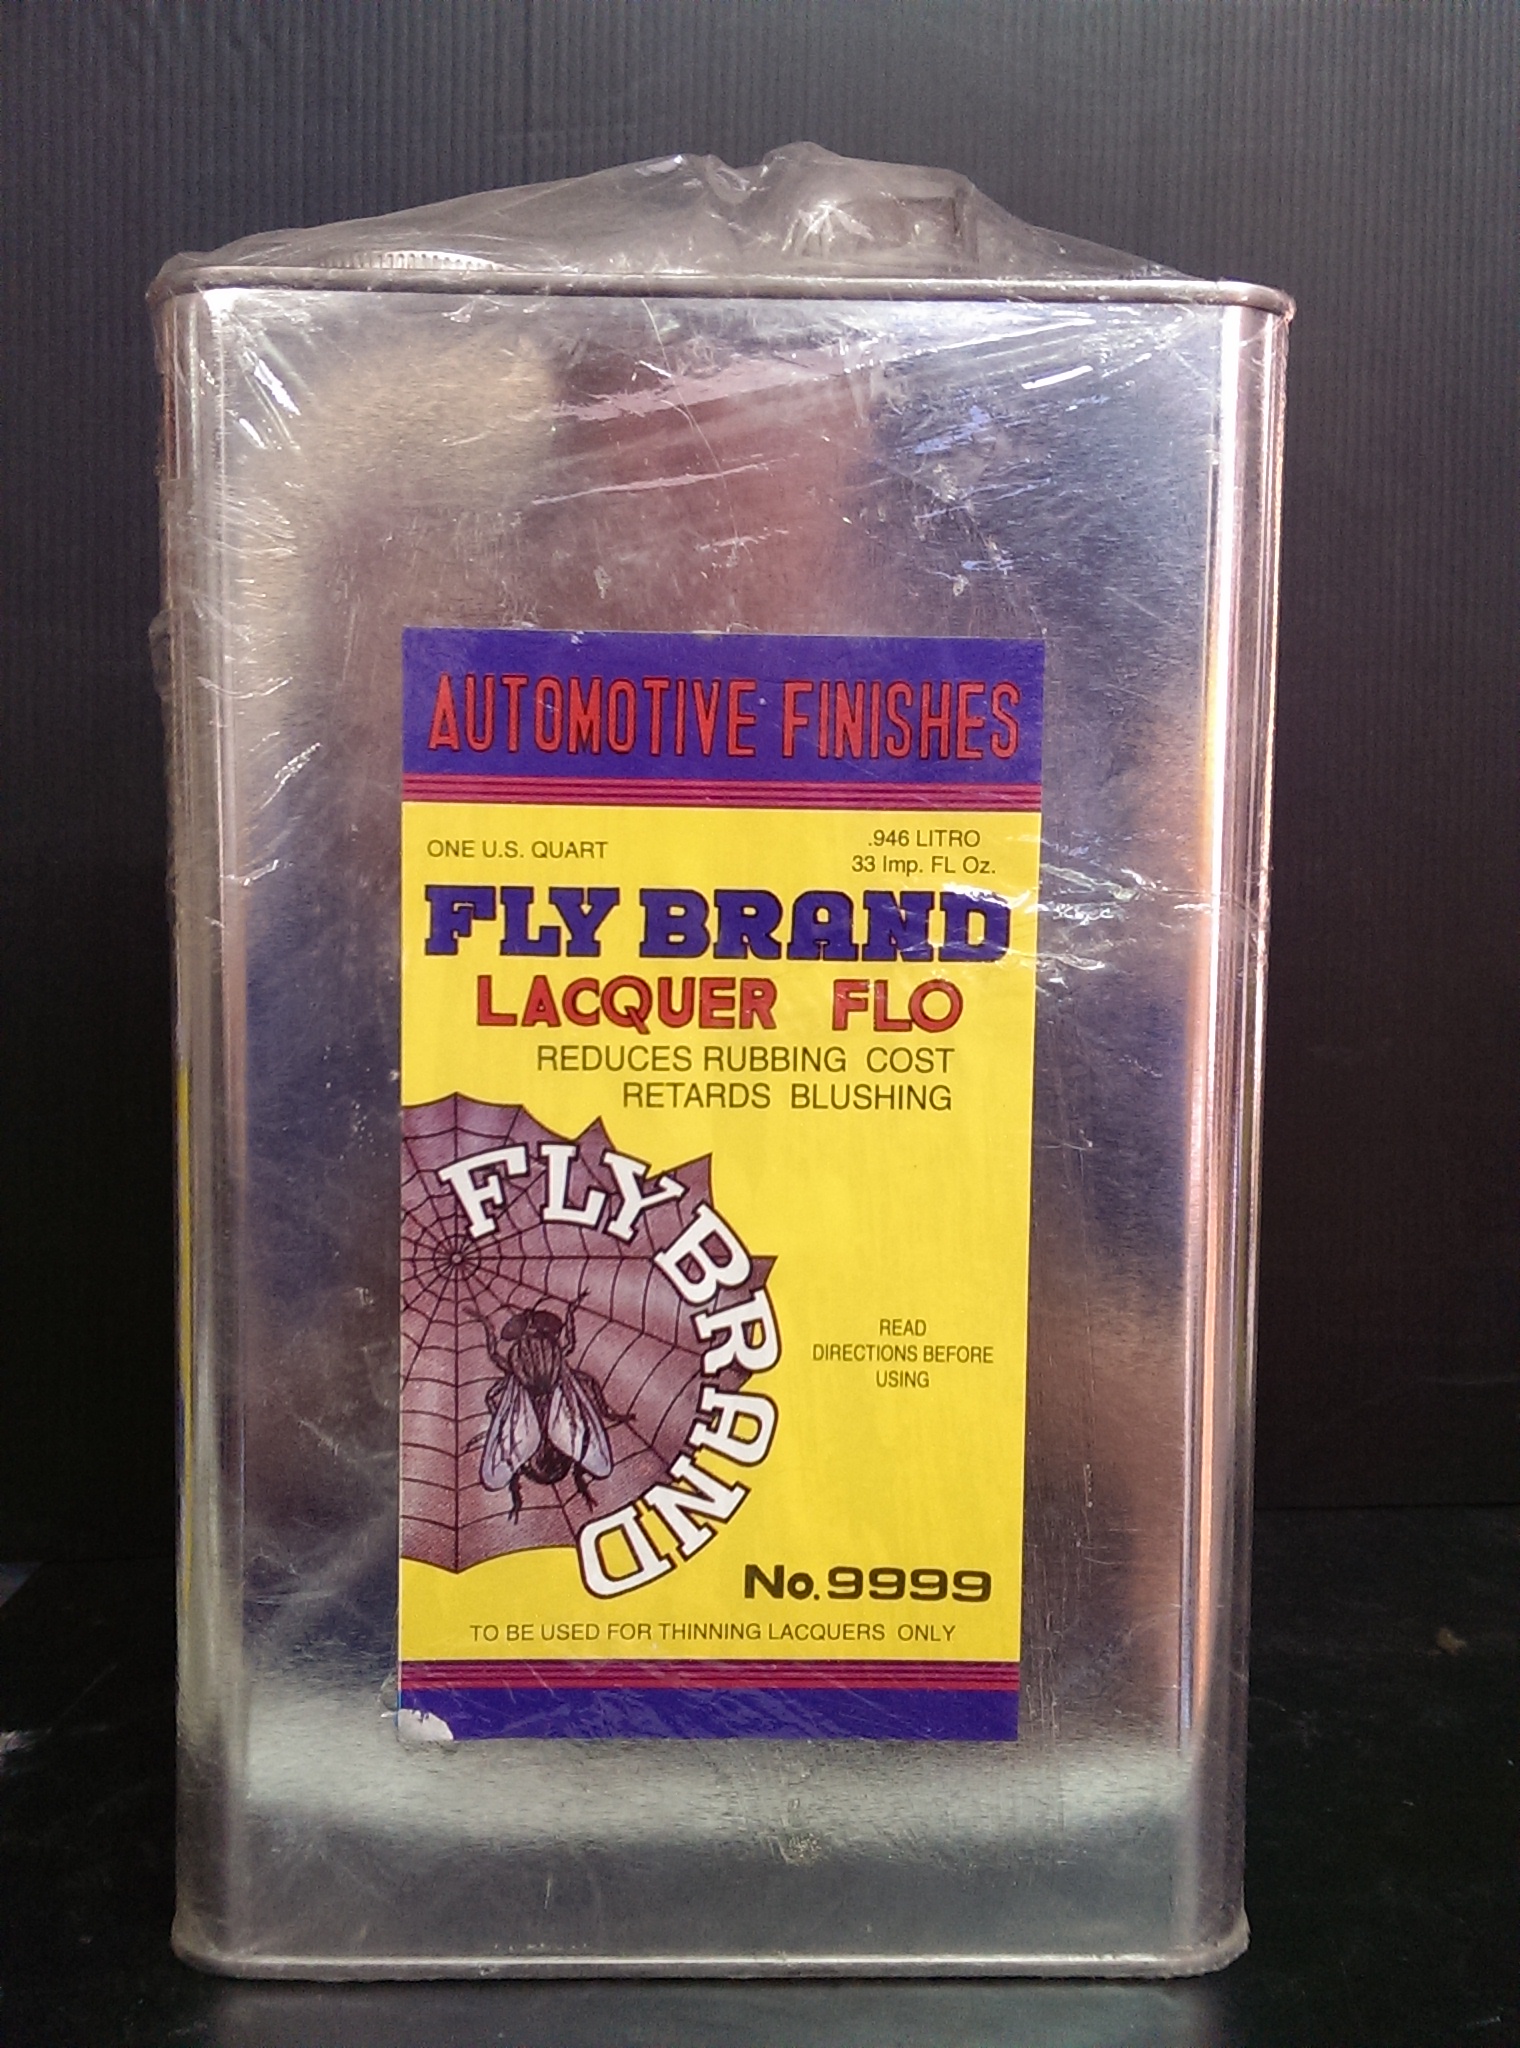 AUTOMOTIVE FINISHES
ONE U.S. QUART
.946 LITRO
33 Imp. FL Oz.
FLY BRAND
LACQUER FLO
REDUCES RUBBING COST
RETARDS BLUSHING
FLY BRAND
READ
DIRECTIONS BEFORE
USING
No. 9999
TO BE USED FOR THINNING LACQUERS ONLY